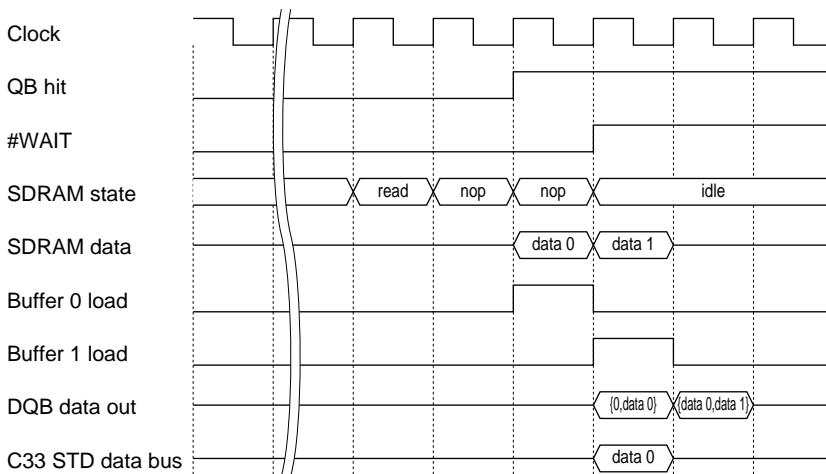 Clock
QB hit
#WAIT
SDRAM state read nop nop idle
SDRAM data data 0 data 1
Buffer 0 load
Buffer 1 load
DQB data out {0,data 0} {data 0,data 1}
C33 STD data bus data 0